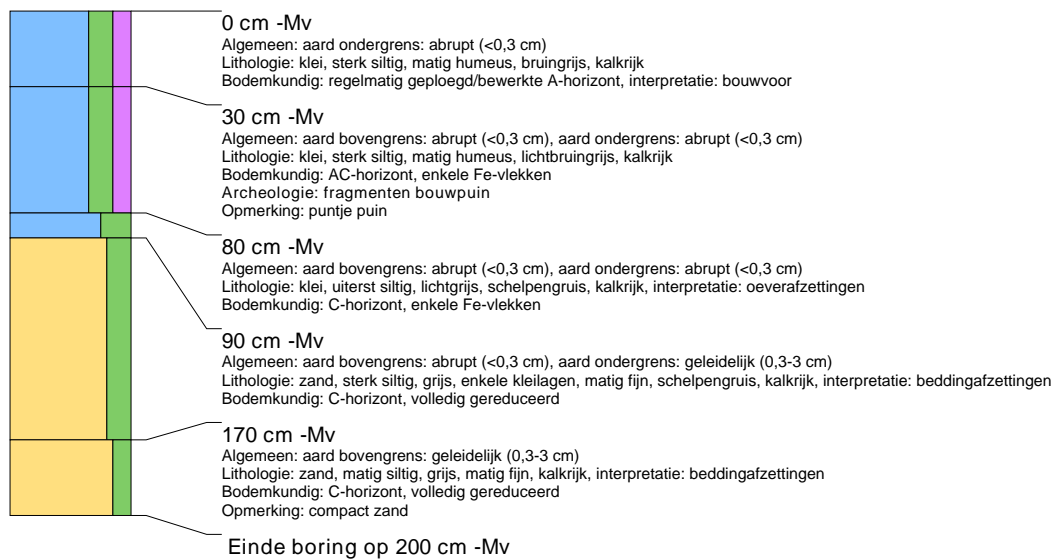 0 cm -Mv
Algemeen: aard ondergrens: abrupt (<0,3 cm)
Lithologie: klei, sterk siltig, matig humeus, bruingrijs, kalkrijk
Bodemkundig: regelmatig geploegd/bewerkte A-horizont, interpretatie: bouwvoor
30 cm -Mv
Algemeen: aard bovengrens: abrupt (<0,3 cm), aard ondergrens: abrupt (<0,3 cm)
Lithologie: klei, sterk siltig, matig humeus, lichtbruingrijs, kalkrijk
Bodemkundig: AC-horizont, enkele Fe-vlekken
Archeologie: fragmenten bouwpuin
Opmerking: puntje puin
80 cm -Mv
Algemeen: aard bovengrens: abrupt (<0,3 cm), aard ondergrens: abrupt (<0,3 cm)
Lithologie: klei, uiterst siltig, lichtgrijs, schelpengruis, kalkrijk, interpretatie: oeverafzettingen
Bodemkundig: C-horizont, enkele Fe-vlekken
90 cm -Mv
Algemeen: aard bovengrens: abrupt (<0,3 cm), aard ondergrens: geleidelijk (0,3-3 cm)
Lithologie: zand, sterk siltig, grijs, enkele kleilagen, matig fijn, schelpengruis, kalkrijk, interpretatie: beddingafzettingen
Bodemkundig: C-horizont, volledig gereduceerd
170 cm -Mv
Algemeen: aard bovengrens: geleidelijk (0,3-3 cm)
Lithologie: zand, matig siltig, grijs, matig fijn, kalkrijk, interpretatie: beddingafzettingen
Bodemkundig: C-horizont, volledig gereduceerd
Opmerking: compact zand
Einde boring op 200 cm -Mv